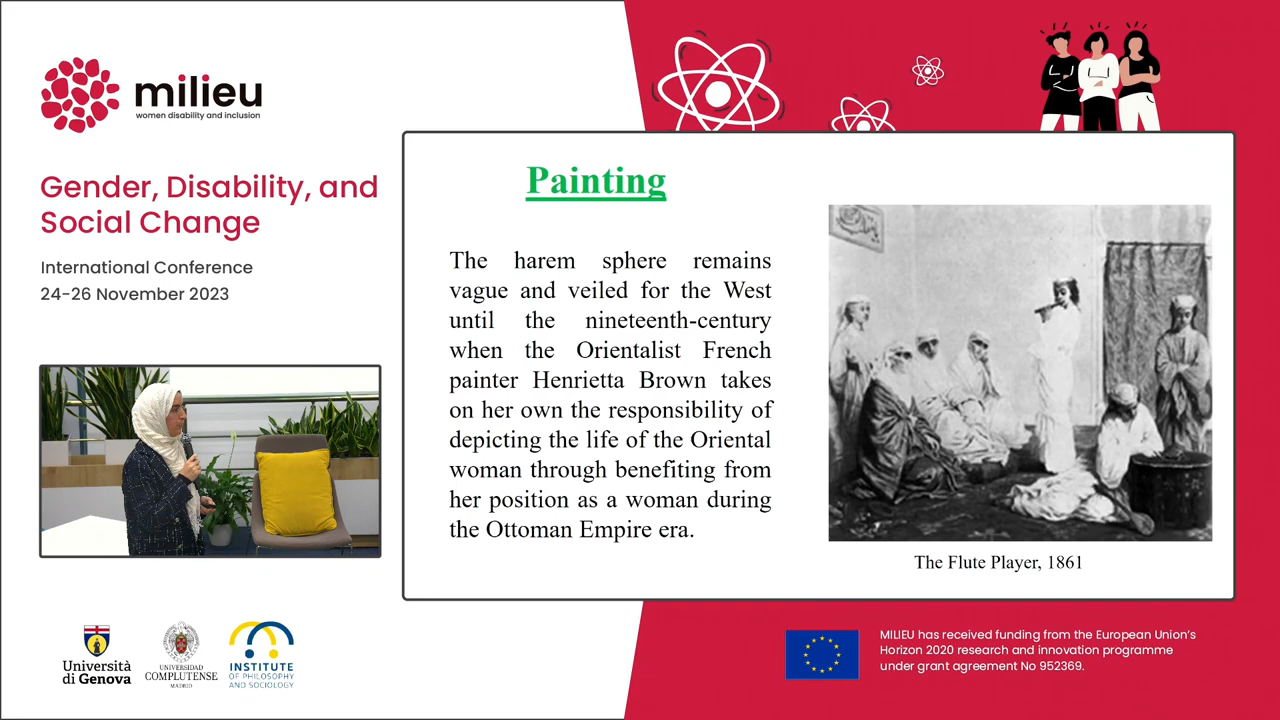 milieu
women disability and inclusion
Gender, Disability, and
Social Change
International Conference
24-26 November 2023
Painting
The harem sphere remains
vague and veiled for the West
until the nineteenth-century
when the Orientalist French
painter Henrietta Brown takes
on her own the responsibility of
depicting the life of the Oriental
woman through benefiting from
her position as a woman during
the Ottoman Empire era.
The Flute Player, 1861
Università
di Genova
UNIVERSIDAD
COMPLUTENSE
MADRID
INSTITUTE
OF PHILOSOPHY
AND SOCIOLOGY
MILIEU has received funding from the European Union's
Horizon 2020 research and innovation programme
under grant agreement No 952369.